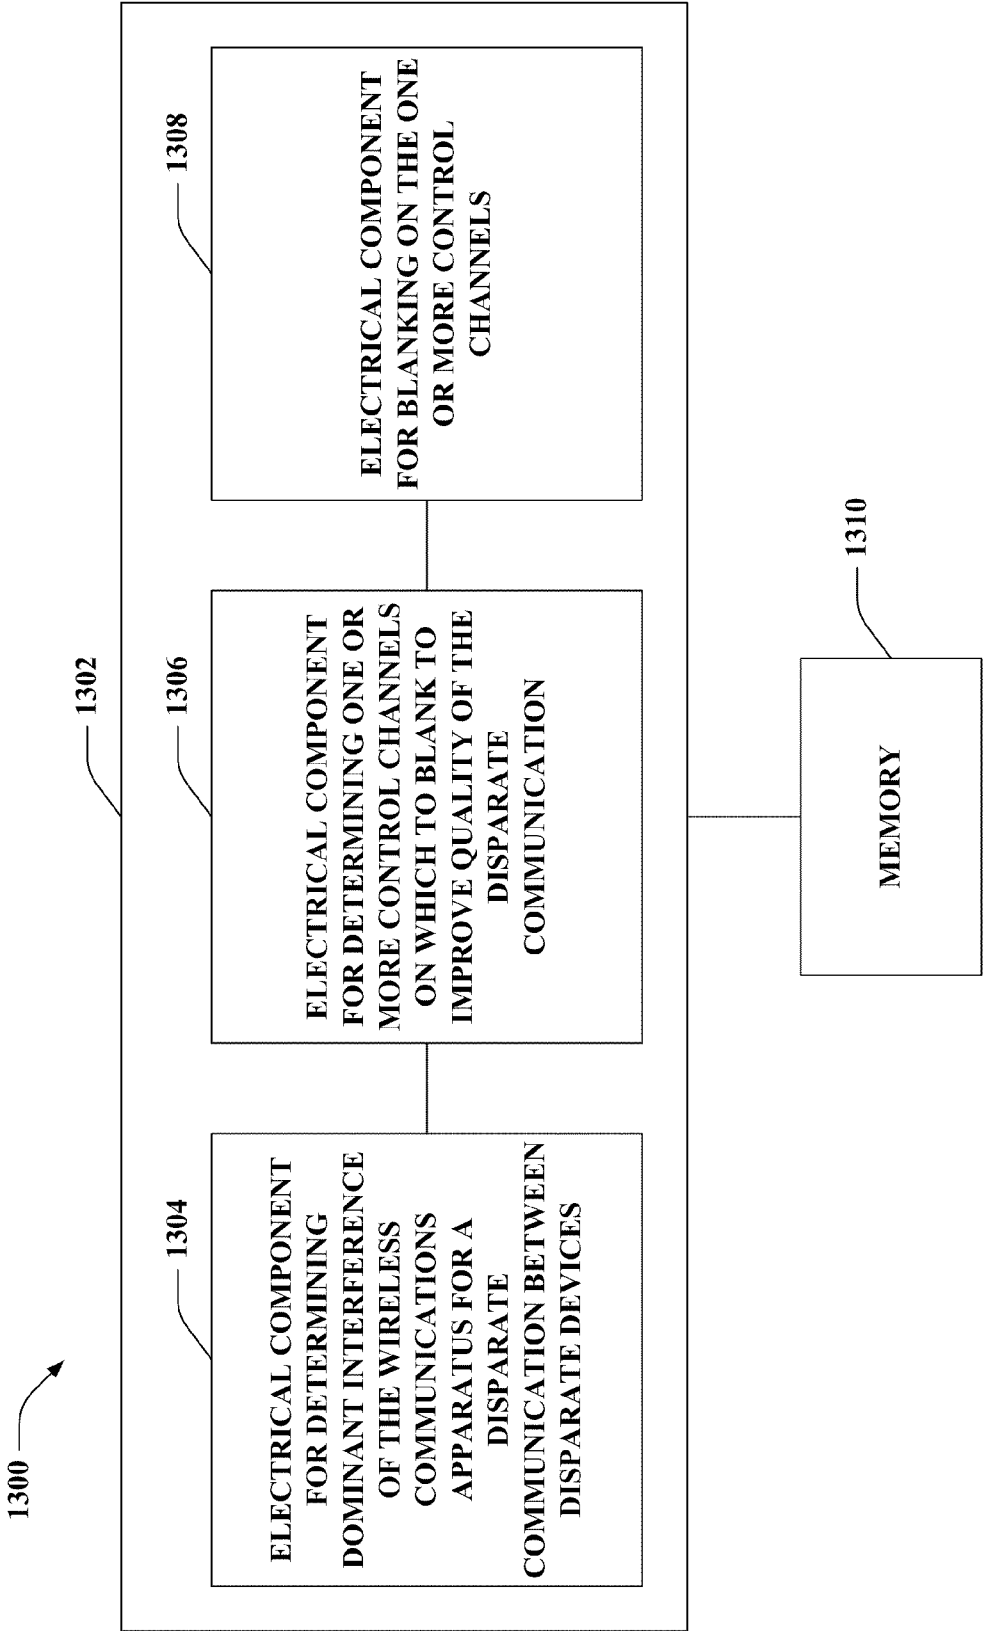 1300
1302
1304
ELECTRICAL COMPONENT
FOR DETERMINING
DOMINANT INTERFERENCE
OF THE WIRELESS
COMMUNICATIONS
APPARATUS FOR A
DISPARATE
COMMUNICATION BETWEEN
DISPARATE DEVICES
1306
ELECTRICAL COMPONENT
FOR DETERMINING ONE OR
MORE CONTROL CHANNELS
ON WHICH TO BLANK TO
IMPROVE QUALITY OF THE
DISPARATE
COMMUNICATION
1308
ELECTRICAL COMPONENT
FOR BLANKING ON THE ONE
OR MORE CONTROL
CHANNELS
1310
MEMORY